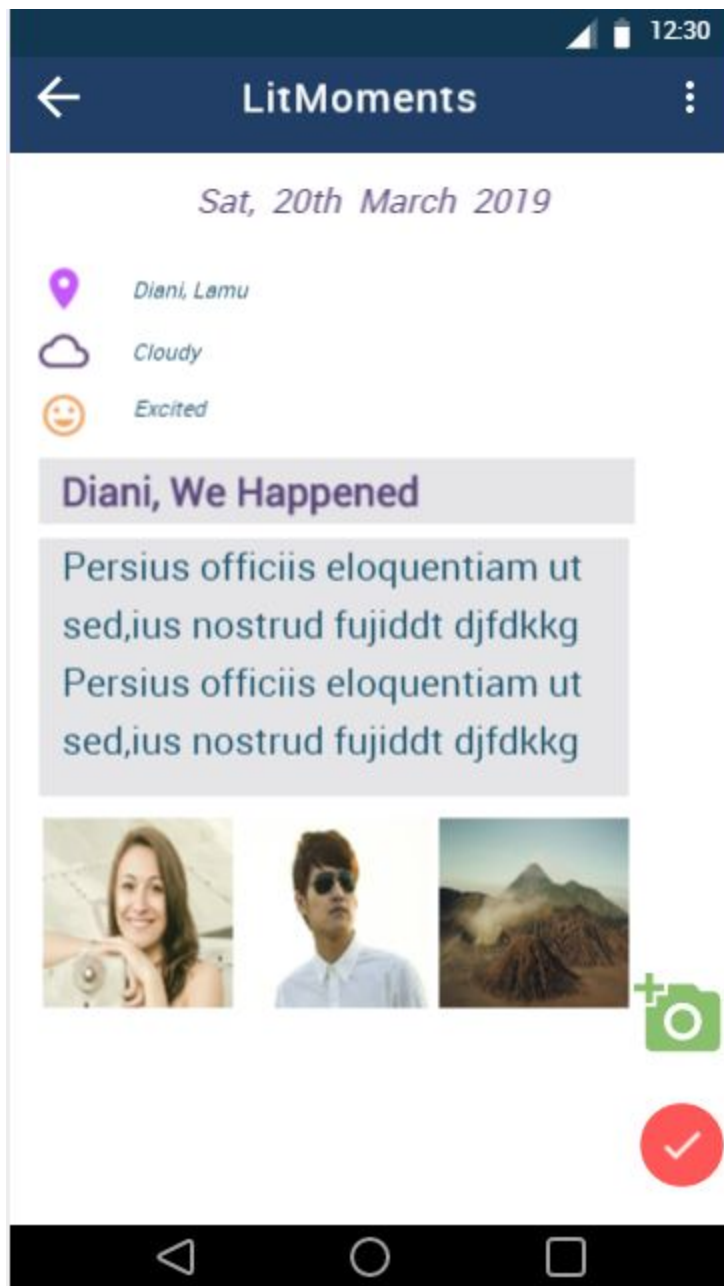 12:30
LitMoments
Sat, 20th March 2019
Diani, Lamu
Cloudy
Excited
Diani, We Happened
Persius officiis eloquentiam ut
sed,ius nostrud fujiddt djfdkkg
Persius officiis eloquentiam ut
sed,ius nostrud fujiddt djfdkkg